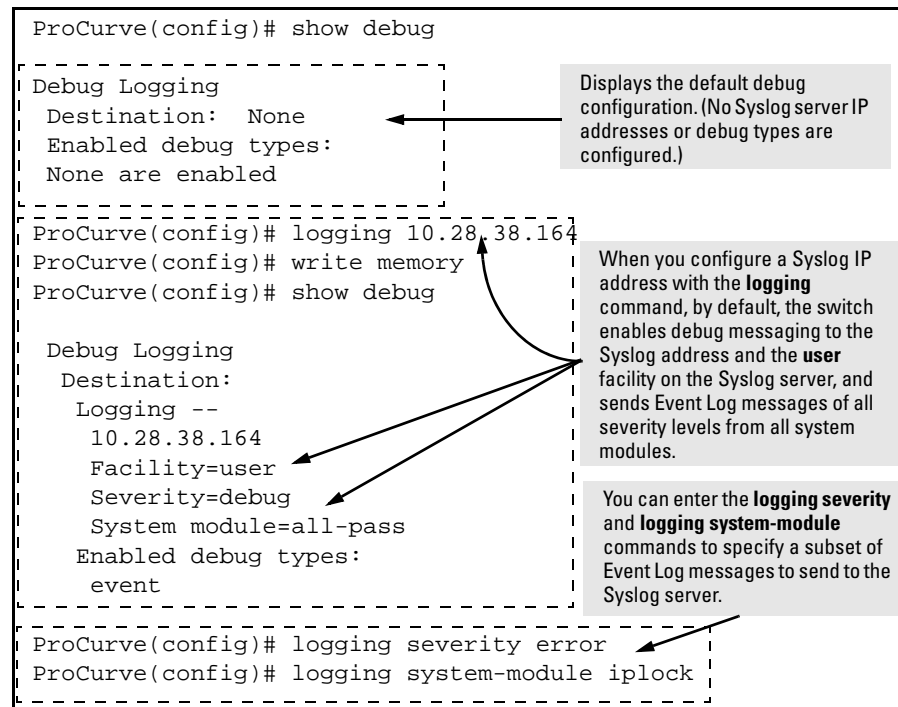 ProCurve(config)# show debug
Debug Logging
Destination: None
Enabled debug types:
None are enabled
Displays the default debug
configuration. (No Syslog server IP
addresses or debug types are
configured.)
ProCurve(config)# logging 10.28.38.164
ProCurve(config)# write memory
ProCurve(config)# show debug
Debug Logging
Destination:
Logging --
10.28.38.164
Facility=user
Severity=debug
System module=all-pass
Enabled debug types:
event
When you configure a Syslog IP
address with the logging
command, by default, the switch
enables debug messaging to the
Syslog address and the user
facility on the Syslog server, and
sends Event Log messages of all
severity levels from all system
modules.
You can enter the logging severity
and logging system-module
commands to specify a subset of
Event Log messages to send to the
Syslog server.
ProCurve(config)# logging severity error
ProCurve(config)# logging system-module iplock